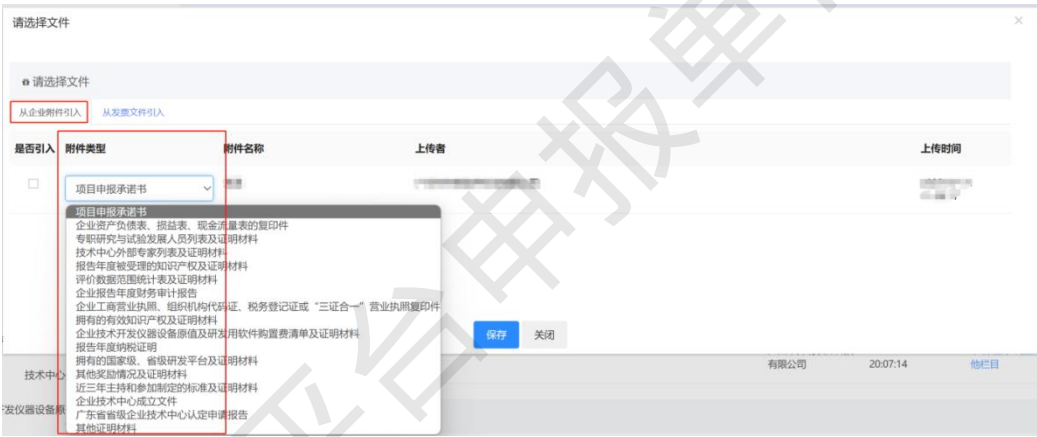 请选择文件
请选择文件
从企业附件引入 从发票文件引入
是否引入 附件类型 附件名称 上传者 上传时间
项目申报承诺书
项目申报承诺书
企业资产负债表、损益表、现金流量表的复印件
专职研究与试验发展人员列表及证明材料
技术中心外部专家列表及证明材料
报告年度被受理的知识产权及证明材料
评价数据范围统计表及证明材料
企业报告年度财务审计报告
企业工商营业执照、组织机构代码证、税务登记证或“三证合一”营业执照复印件
拥有的有效知识产权及证明材料
企业技术开发仪器设备原值及研发用软件购置费清单及证明材料
报告年度纳税证明
拥有的国家级、省级研发平台及证明材料
其他奖励情况及证明材料
近三年主持和参加制定的标准及证明材料
企业技术中心成立文件
广东省省级企业技术中心认定申请报告
其他证明材料
保存 关闭
技术中心 有限公司 20:07:14 他栏目
发仪器设备原
平台申报单